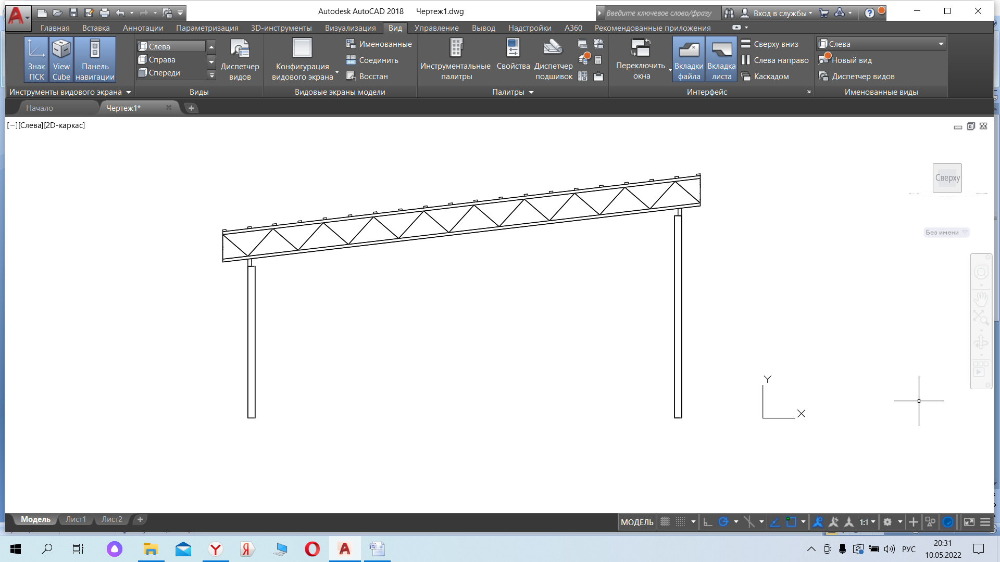 Autodesk AutoCAD 2018 Чертеж1.dwg
Введите ключевое слово/фразу
Вход в службы
Главная Вставка Аннотации Параметризация 3D-инструменты Визуализация Вид Управление Вывод Надстройки A360 Рекомендованные приложения
Знак ПСК
View Cube
Панель навигации
Инструменты видового экрана
Слева
Справа
Спереди
Диспетчер видов
Виды
Конфигурация видового экрана
Именованные
Соединить
Восстан
Видовые экраны модели
Инструментальные палитры
Свойства
Диспетчер подшивок
Палитры
Переключить окна
Вкладки файла
Вкладка листа
Сверху вниз
Слева направо
Каскадом
Интерфейс
Слева
Новый вид
Диспетчер видов
Именованные виды
Начало Чертеж1*
[−][Слева][2D-каркас]
Сверху
Без имени
Y
X
Модель Лист1 Лист2
МОДЕЛЬ
1:1
РУС
20:31
10.05.2022